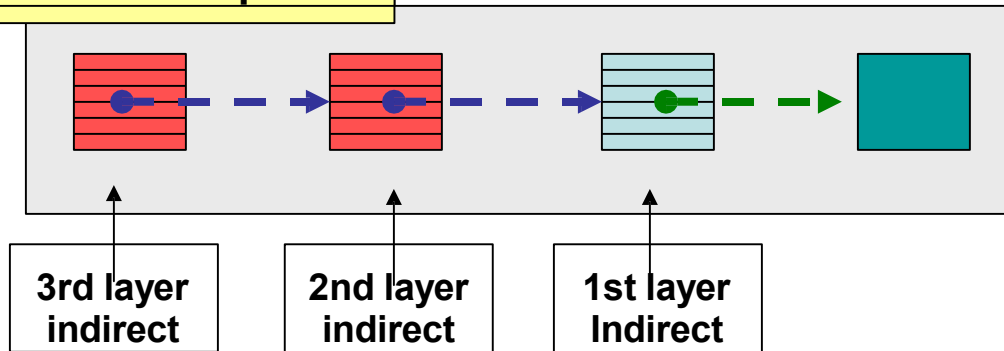 3rd layer
indirect
2nd layer
indirect
1st layer
Indirect